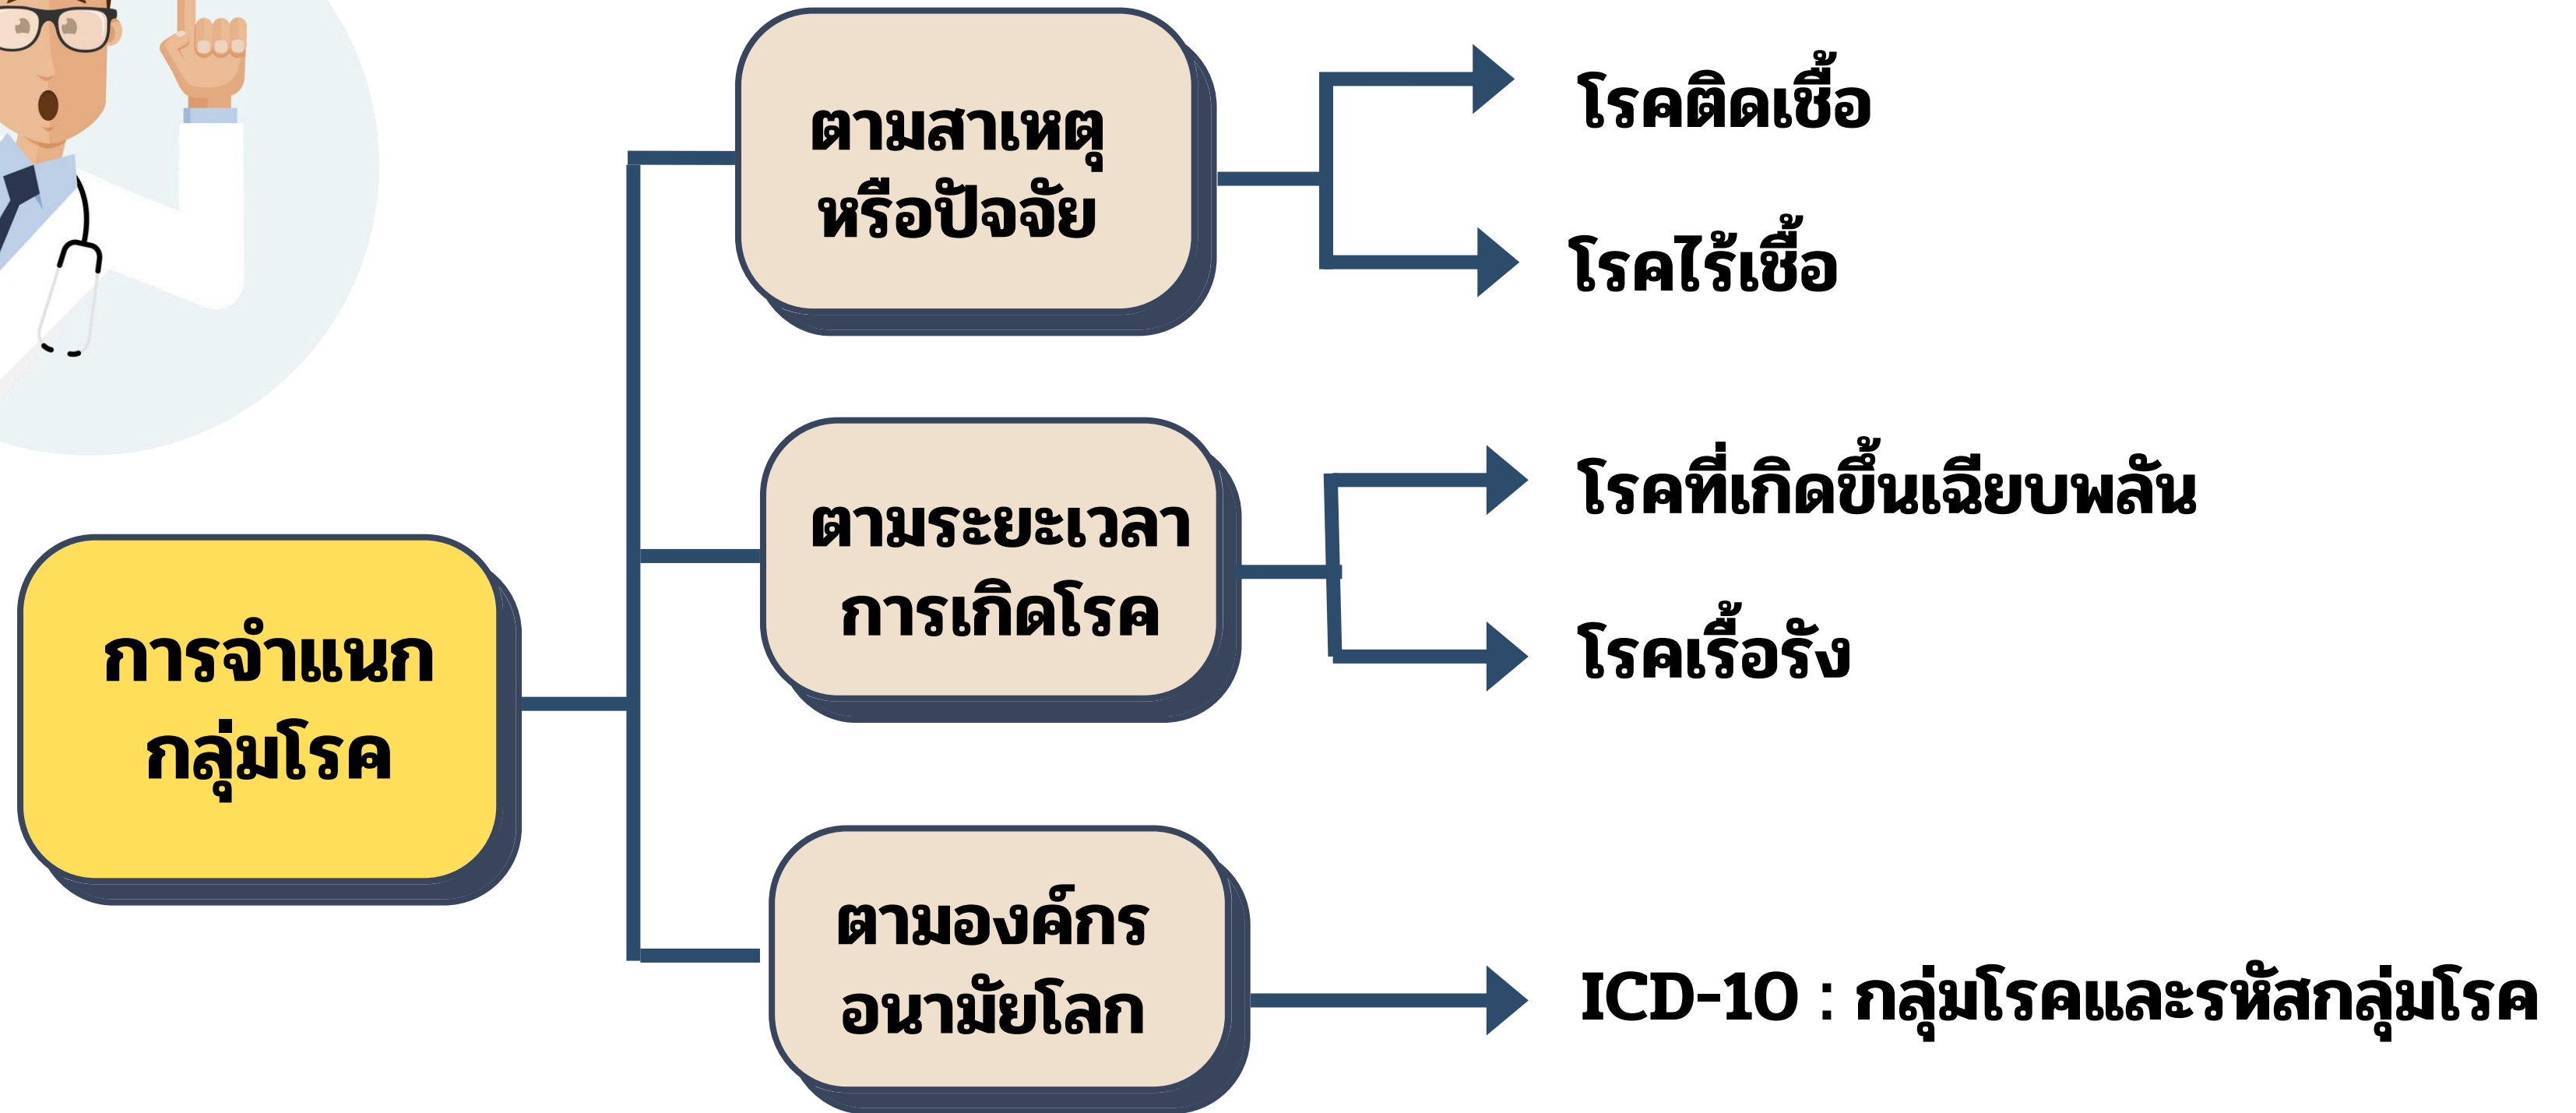 การจำแนก
กลุ่มโรค
ตามสาเหตุ
หรือปัจจัย
โรคติดเชื้อ
โรคไร้เชื้อ
ตามระยะเวลา
การเกิดโรค
โรคที่เกิดขึ้นเฉียบพลัน
โรคเรื้อรัง
ตามองค์กร
อนามัยโลก
ICD-10 : กลุ่มโรคและรหัสกลุ่มโรค